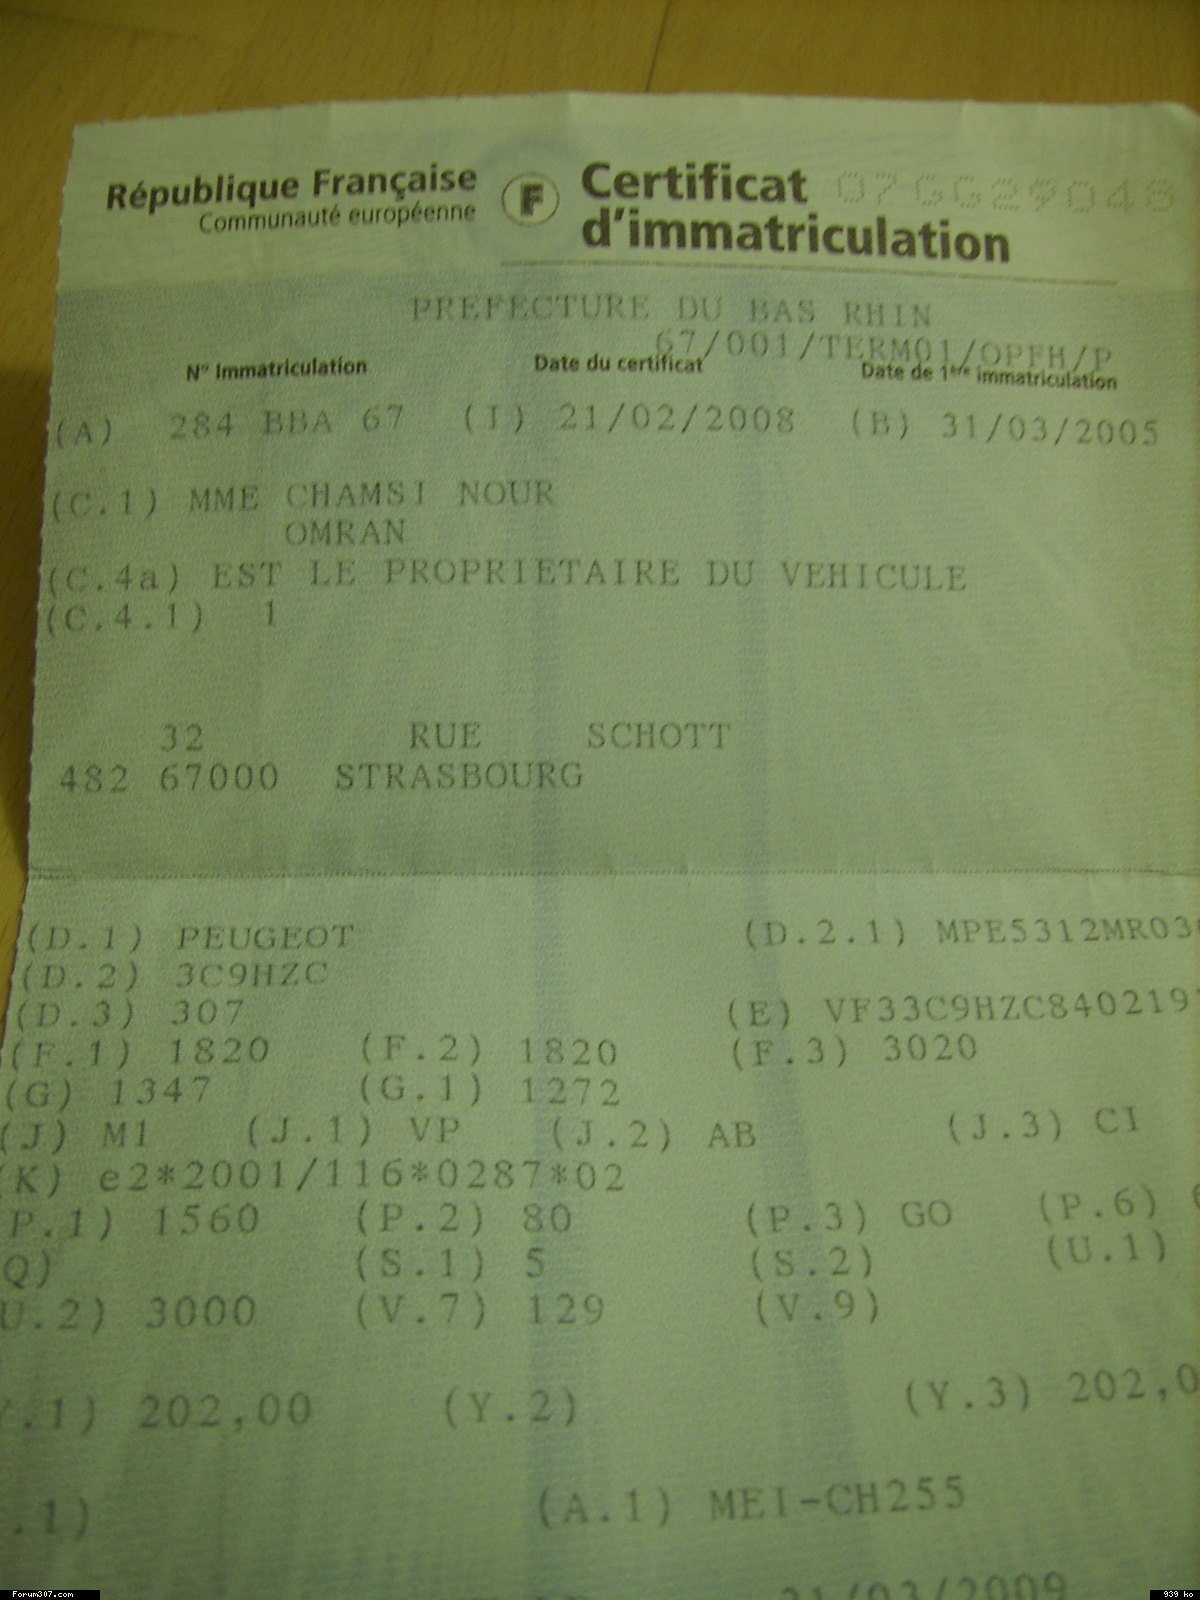 République Française
Communauté européenne
F
Certificat 07GG29048
d'immatriculation
PREFECTURE DU BAS RHIN
67/001/TERM01/OPFH/P
N° Immatriculation Date du certificat Date de 1ère immatriculation
(A) 284 BBA 67 (I) 21/02/2008 (B) 31/03/2005
(C.1) MME CHAMSI NOUR
OMRAN
(C.4a) EST LE PROPRIETAIRE DU VEHICULE
(C.4.1) 1
32 RUE SCHOTT
482 67000 STRASBOURG
(D.1) PEUGEOT (D.2.1) MPE5312MR03
(D.2) 3C9HZC
(D.3) 307 (E) VF33C9HZC840219
(F.1) 1820 (F.2) 1820 (F.3) 3020
(G) 1347 (G.1) 1272
(J) M1 (J.1) VP (J.2) AB (J.3) CI
(K) e2*2001/116*0287*02
P.1) 1560 (P.2) 80 (P.3) GO (P.6)
Q) (S.1) 5 (S.2) (U.1)
U.2) 3000 (V.7) 129 (V.9)
.1) 202,00 (Y.2) (Y.3) 202,0
.1) (A.1) MEI-CH255
31/03/2009
Forum307.com 939 ko